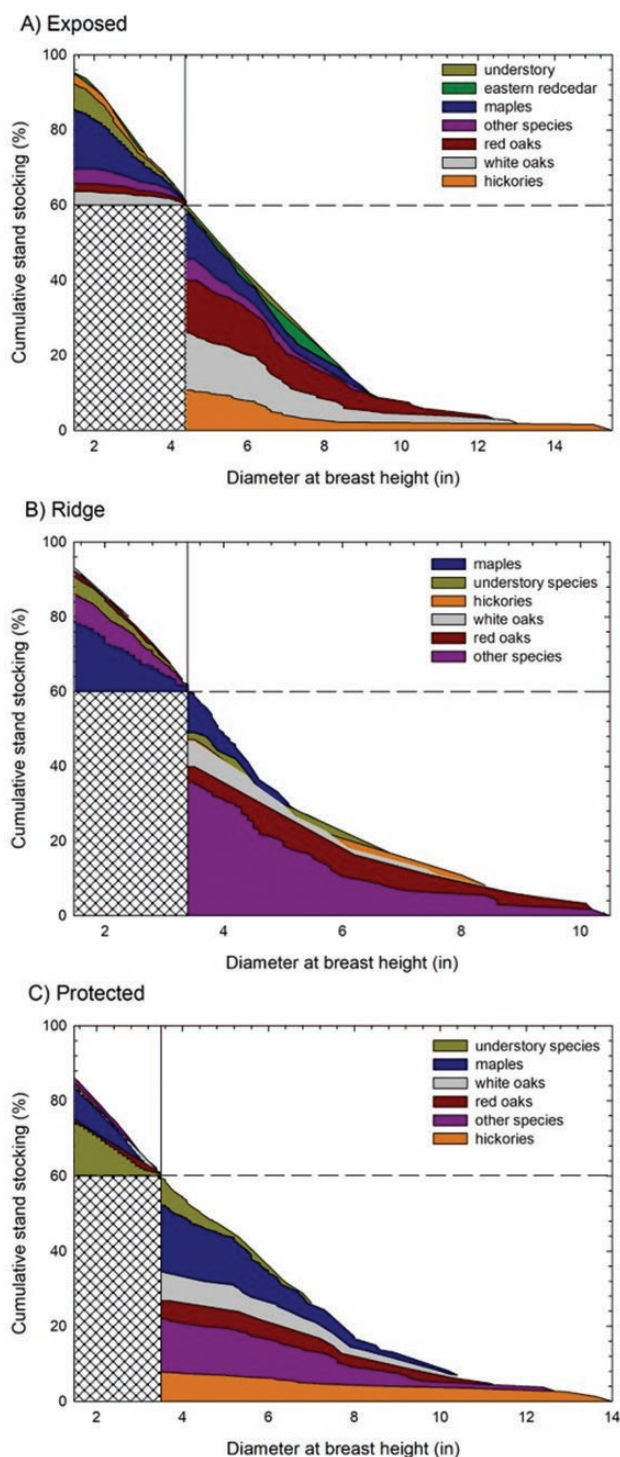 A) Exposed
100
80
60
40
20
0
Cumulative stand stocking (%)
understory
eastern redcedar
maples
other species
red oaks
white oaks
hickories
2 4 6 8 10 12 14
Diameter at breast height (in)
B) Ridge
100
80
60
40
20
0
Cumulative stand stocking (%)
maples
understory species
hickories
white oaks
red oaks
other species
2 4 6 8 10
Diameter at breast height (in)
C) Protected
100
80
60
40
20
0
Cumulative stand stocking (%)
understory species
maples
white oaks
red oaks
other species
hickories
2 4 6 8 10 12 14
Diameter at breast height (in)